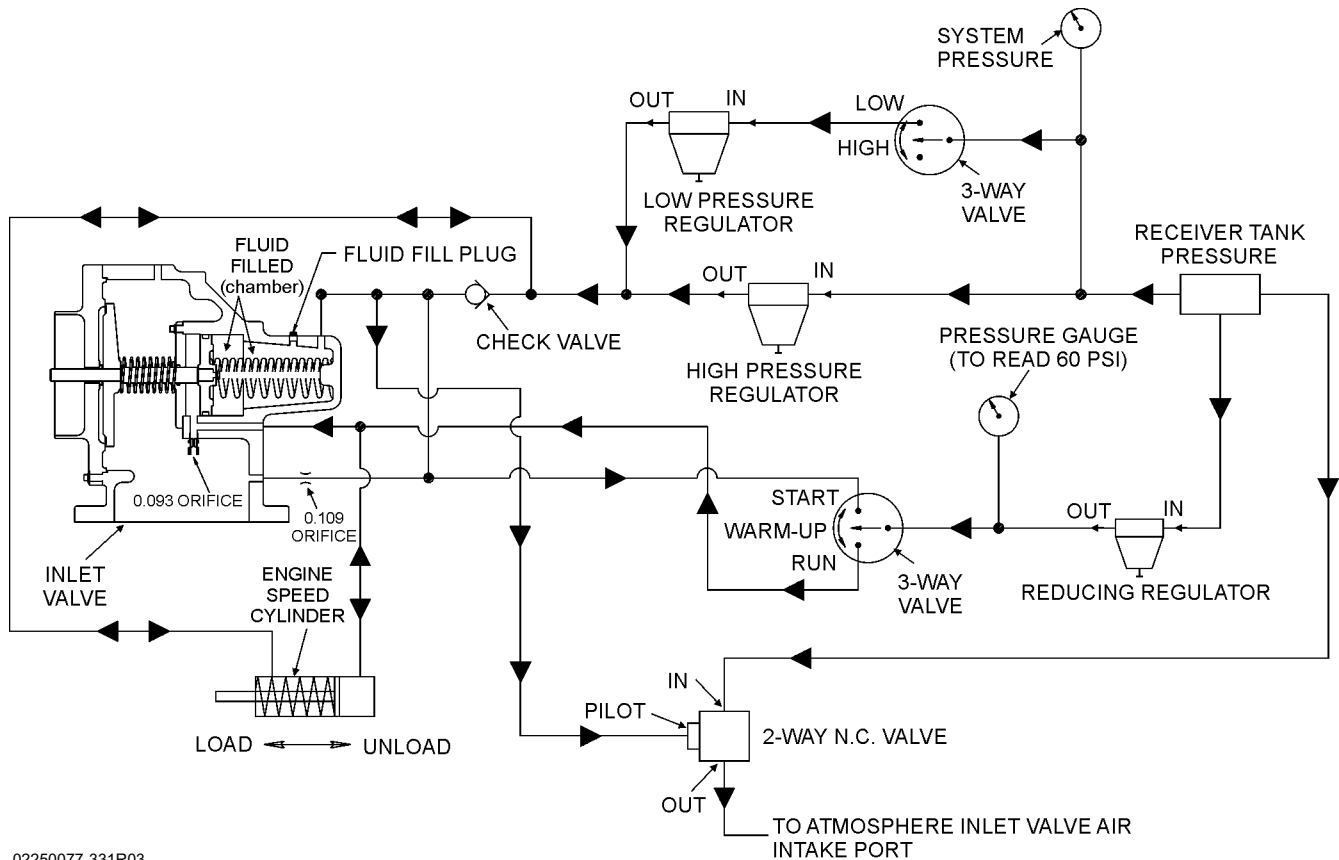 SYSTEM
PRESSURE
OUT
IN
LOW
HIGH
3-WAY
VALVE
LOW PRESSURE
REGULATOR
RECEIVER TANK
PRESSURE
FLUID
FILLED
(chamber)
FLUID FILL PLUG
CHECK VALVE
OUT
IN
HIGH PRESSURE
REGULATOR
PRESSURE GAUGE
(TO READ 60 PSI)
0.093 ORIFICE
0.109
ORIFICE
INLET
VALVE
START
WARM-UP
RUN
3-WAY
VALVE
OUT
IN
REDUCING REGULATOR
ENGINE
SPEED
CYLINDER
LOAD
UNLOAD
IN
PILOT
2-WAY N.C. VALVE
OUT
TO ATMOSPHERE INLET VALVE AIR
INTAKE PORT
02250077-331R03